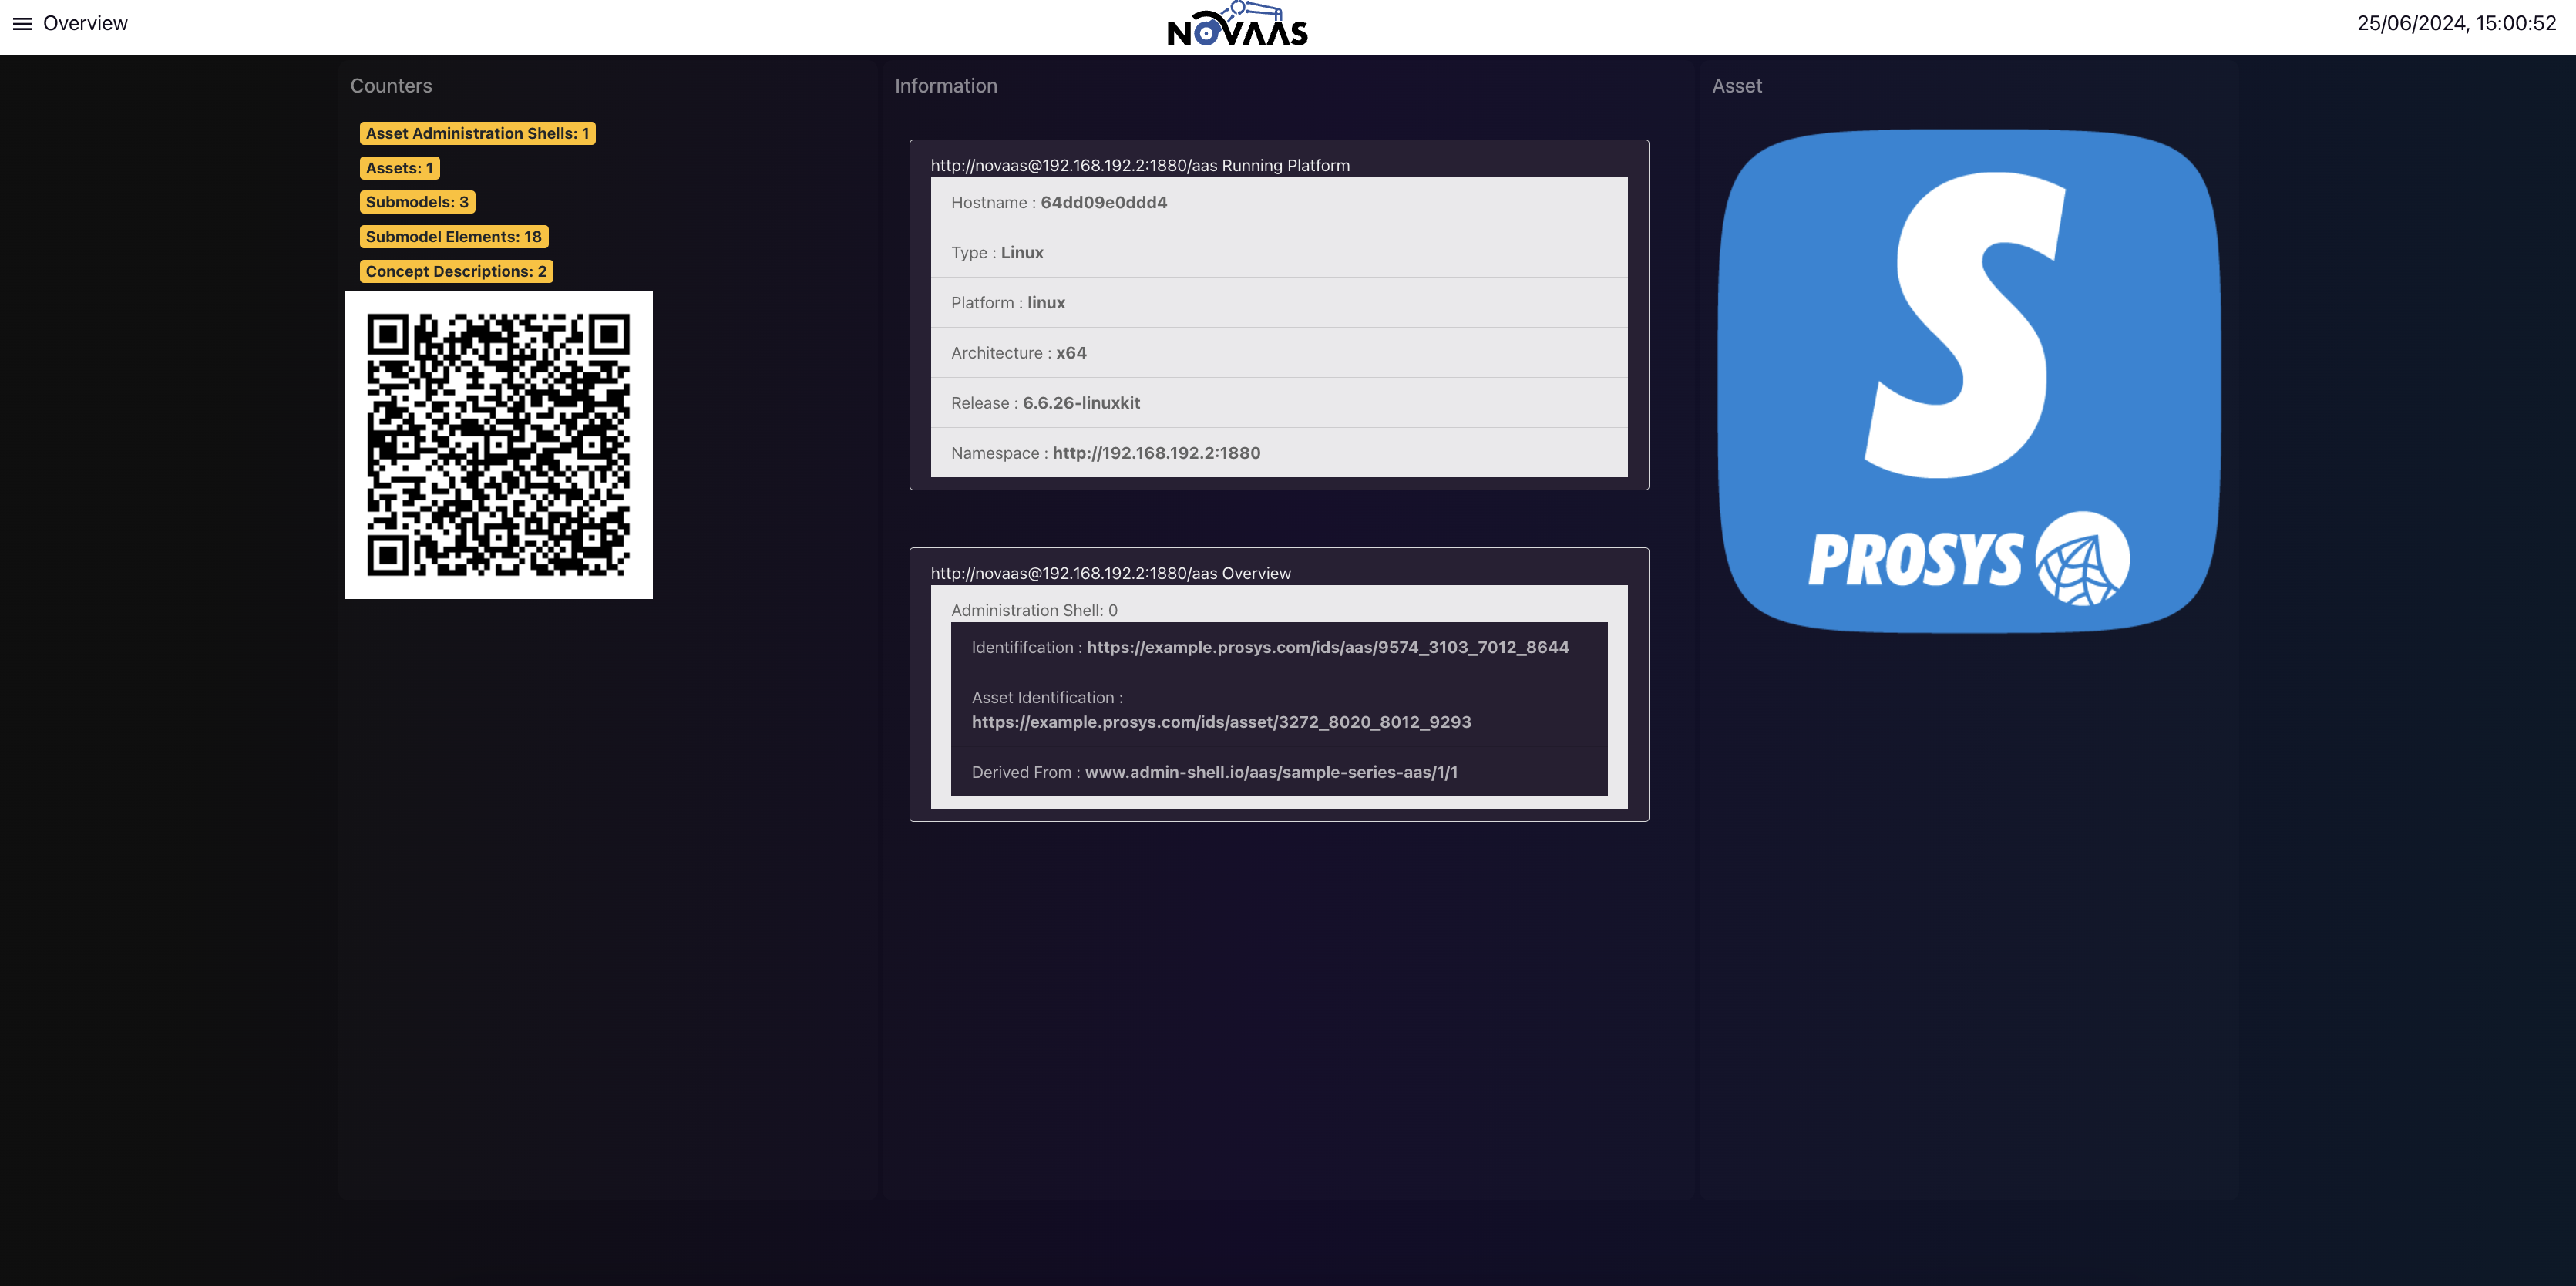 Overview
NOVAAS
25/06/2024, 15:00:52
Counters
Asset Administration Shells: 1
Assets: 1
Submodels: 3
Submodel Elements: 18
Concept Descriptions: 2
Information
http://novaas@192.168.192.2:1880/aas Running Platform
Hostname : 64dd09e0ddd4
Type : Linux
Platform : linux
Architecture : x64
Release : 6.6.26-linuxkit
Namespace : http://192.168.192.2:1880
http://novaas@192.168.192.2:1880/aas Overview
Administration Shell: 0
Identififcation : https://example.prosys.com/ids/aas/9574_3103_7012_8644
Asset Identification :
https://example.prosys.com/ids/asset/3272_8020_8012_9293
Derived From : www.admin-shell.io/aas/sample-series-aas/1/1
Asset
S
PROSYS